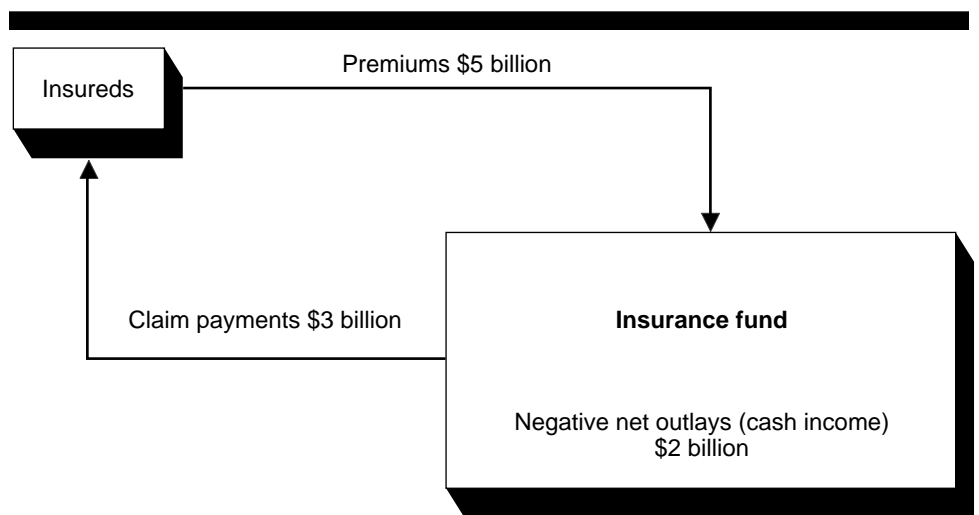 Premiums $5 billion
Insureds
Claim payments $3 billion
Insurance fund
Negative net outlays (cash income)
$2 billion